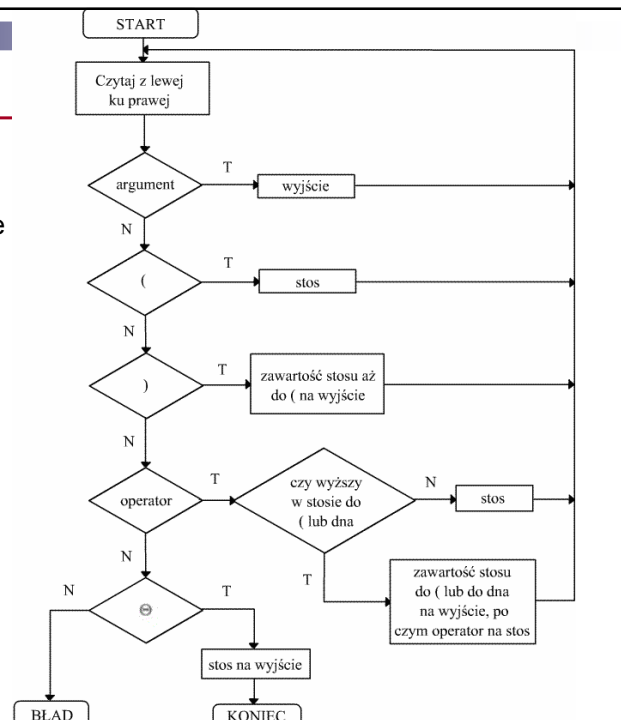 START
Czytaj z lewej
ku prawej
argument
T
wyjście
N
(
T
stos
N
)
T
zawartość stosu aż
do ( na wyjście
N
operator
T
czy wyższy
w stosie do
( lub dna
N
stos
T
zawartość stosu
do ( lub do dna
na wyjście, po
czym operator na stos
N
N
⊖
T
stos na wyjście
BŁAD
KONIEC
e